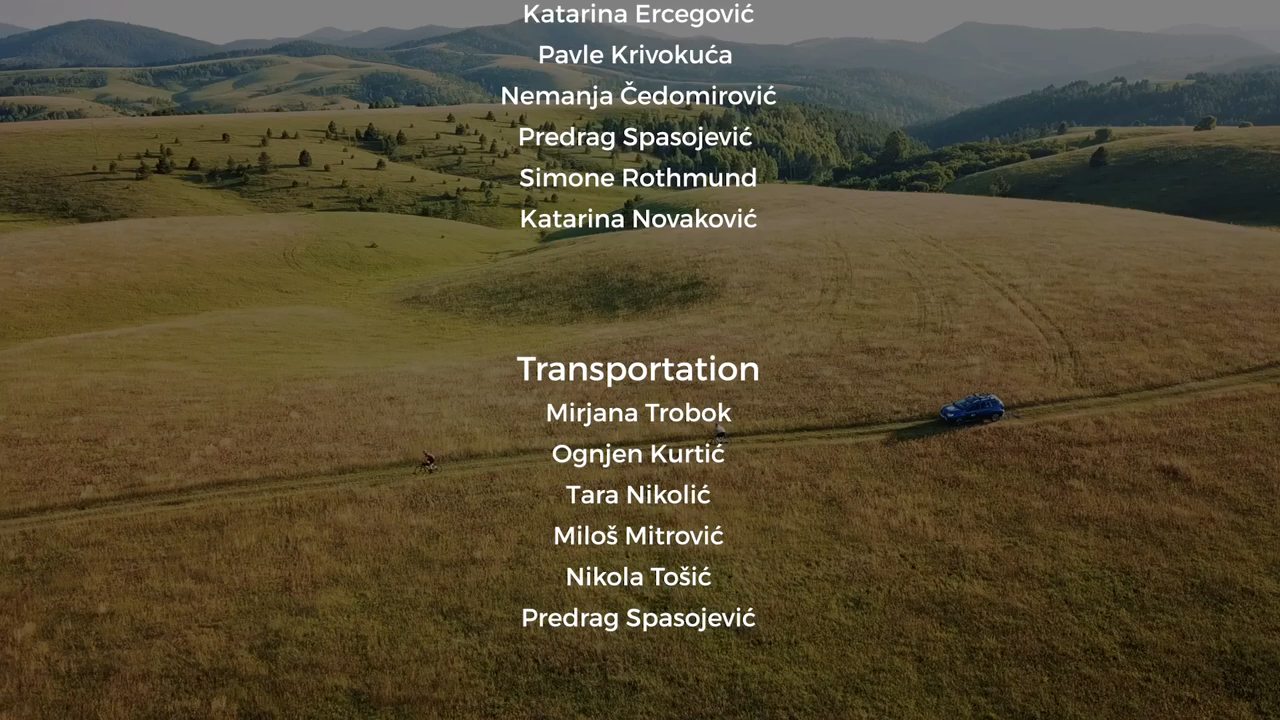 Katarina Ercegović
Pavle Krivokuća
Nemanja Čedomirović
Predrag Spasojević
Simone Rothmund
Katarina Novaković
Transportation
Mirjana Trobok
Ognjen Kurtić
Tara Nikolić
Miloš Mitrović
Nikola Tošić
Predrag Spasojević